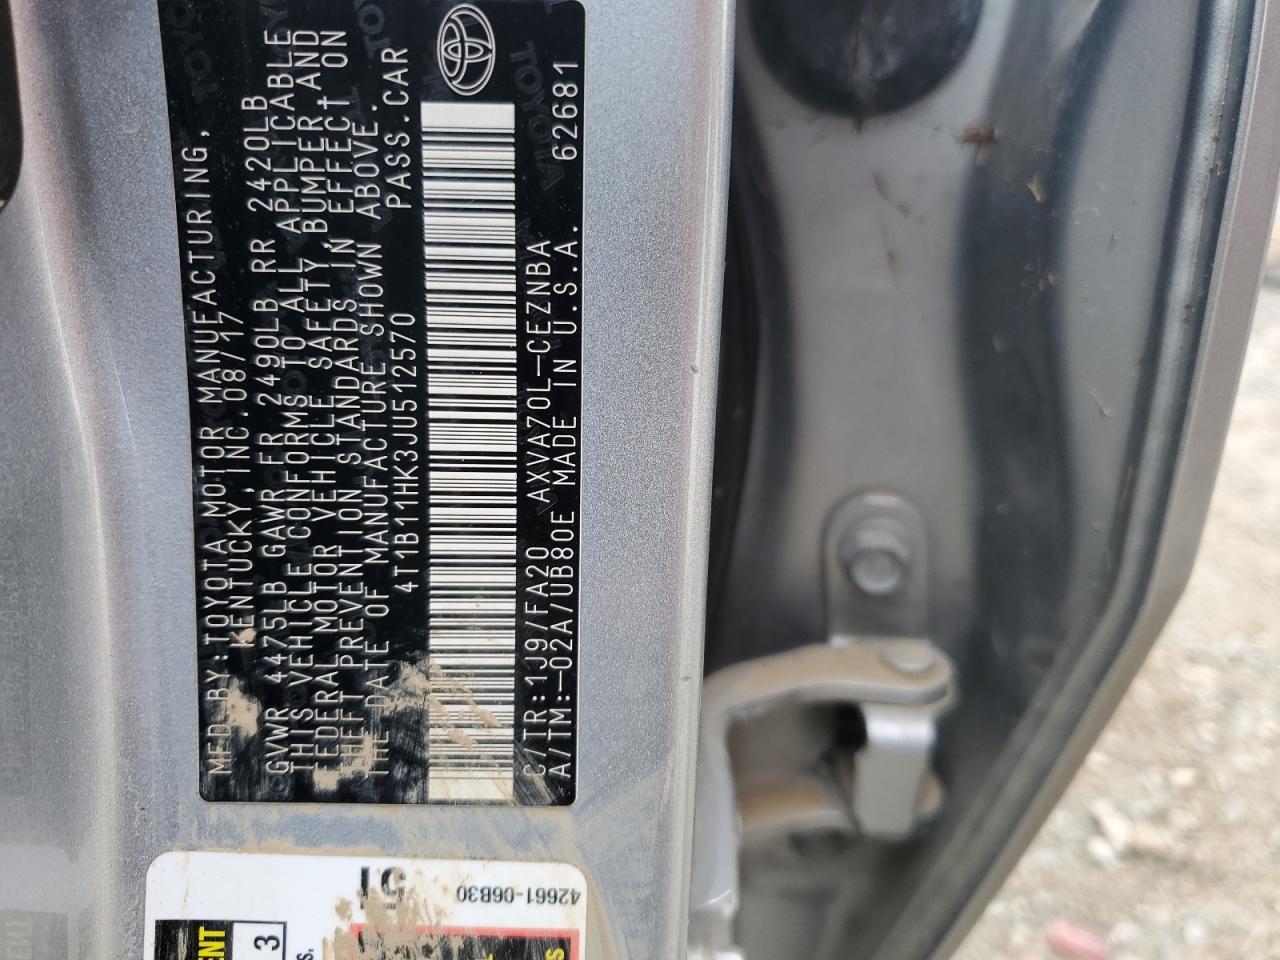 MFD.BY:TOYOTA MOTOR MANUFACTURING,
KENTUCKY, INC.08/17
GVWR 4475LB GAWR FR 2490LB RR 2420LB
THIS VEHICLE CONFORMS TO ALL APPLICABLE
FEDERAL MOTOR VEHICLE SAFETY,BUMPER,AND
THEFT PREVENTION STANDARDS IN EFFECT ON
THE DATE OF MANUFACTURE SHOWN ABOVE.
4T1B11HK3JU512570 PASS.CAR
C/TR:1J9/FA20 AXVA70L-CEZNBA
A/TM:-02A/UB80E MADE IN U.S.A. 62681
42661-06B30
3